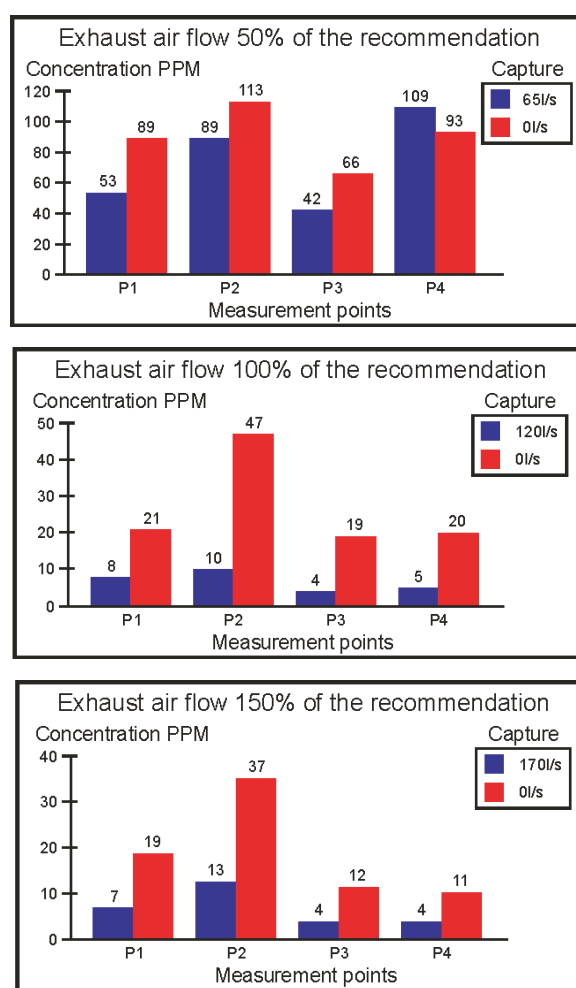 Exhaust air flow 50% of the recommendation
Concentration PPM
Capture
65l/s
0l/s
120
100
80
60
40
20
0
53
89
89
113
42
66
109
93
P1
P2
P3
P4
Measurement points
Exhaust air flow 100% of the recommendation
Concentration PPM
Capture
120l/s
0l/s
50
40
30
20
10
0
8
21
10
47
4
19
5
20
P1
P2
P3
P4
Measurement points
Exhaust air flow 150% of the recommendation
Concentration PPM
Capture
170l/s
0l/s
40
30
20
10
0
7
19
13
37
4
12
4
11
P1
P2
P3
P4
Measurement points